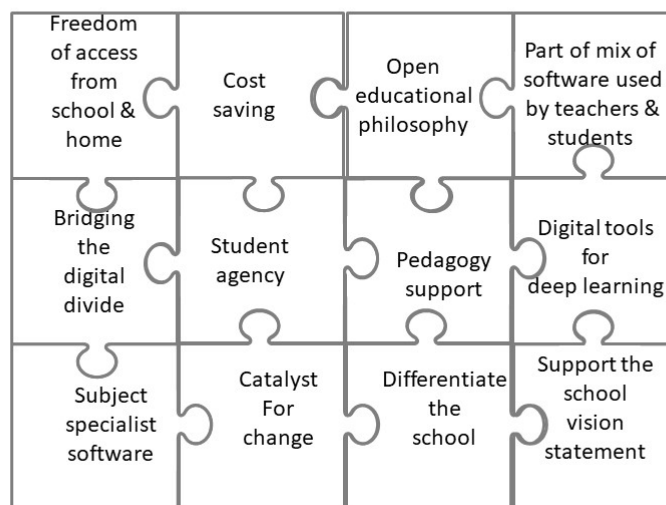 Freedom
of access
from
school &
home
Cost
saving
Open
educational
philosophy
Part of mix of
software used
by teachers &
students
Bridging
the
digital
divide
Student
agency
Pedagogy
support
Digital tools
for
deep learning
Subject
specialist
software
Catalyst
For
change
Differentiate
the
school
Support the
school
vision
statement